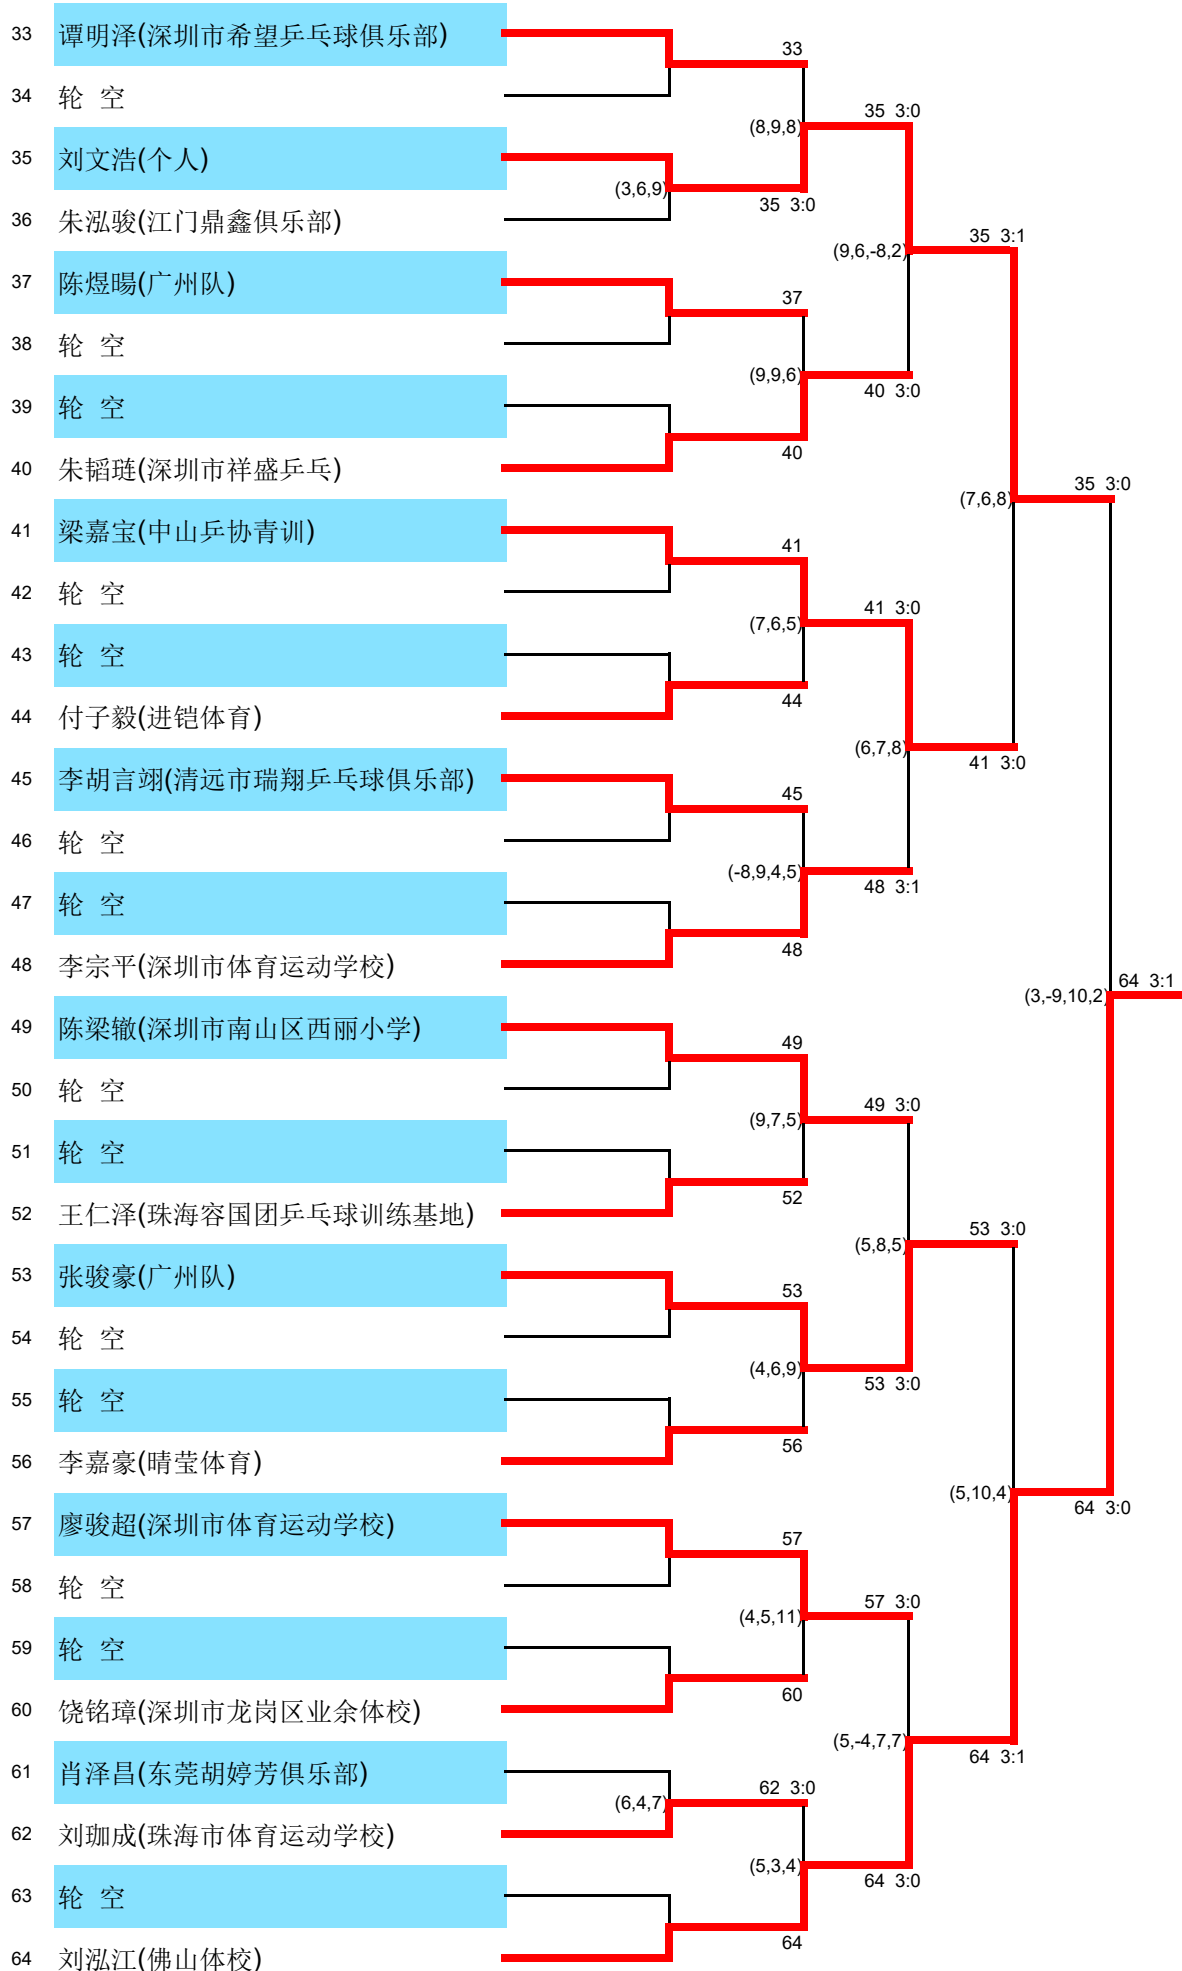 33 谭明泽(深圳市希望乒乓球俱乐部)
33
34 轮 空
35 3:0
(8,9,8)
35 刘文浩(个人)
(3,6,9)
35 3:0
36 朱泓骏(江门鼎鑫俱乐部)
35 3:1
(9,6,-8,2)
37 陈煜暘(广州队)
37
38 轮 空
(9,9,6)
40 3:0
39 轮 空
40
40 朱韬琏(深圳市祥盛乒乓)
35 3:0
(7,6,8)
41 梁嘉宝(中山乒协青训)
41
42 轮 空
41 3:0
(7,6,5)
43 轮 空
44
44 付子毅(进铠体育)
(6,7,8)
41 3:0
45 李胡言翊(清远市瑞翔乒乓球俱乐部)
45
46 轮 空
(-8,9,4,5)
48 3:1
47 轮 空
48
48 李宗平(深圳市体育运动学校)
64 3:1
(3,-9,10,2)
49 陈梁辙(深圳市南山区西丽小学)
49
50 轮 空
49 3:0
(9,7,5)
51 轮 空
52
52 王仁泽(珠海容国团乒乓球训练基地)
53 3:0
(5,8,5)
53 张骏豪(广州队)
53
54 轮 空
(4,6,9)
53 3:0
55 轮 空
56
56 李嘉豪(晴莹体育)
(5,10,4)
64 3:0
57 廖骏超(深圳市体育运动学校)
57
58 轮 空
57 3:0
(4,5,11)
59 轮 空
60
60 饶铭璋(深圳市龙岗区业余体校)
(5,-4,7,7)
64 3:1
61 肖泽昌(东莞胡婷芳俱乐部)
62 3:0
(6,4,7)
62 刘珈成(珠海市体育运动学校)
(5,3,4)
64 3:0
63 轮 空
64
64 刘泓江(佛山体校)